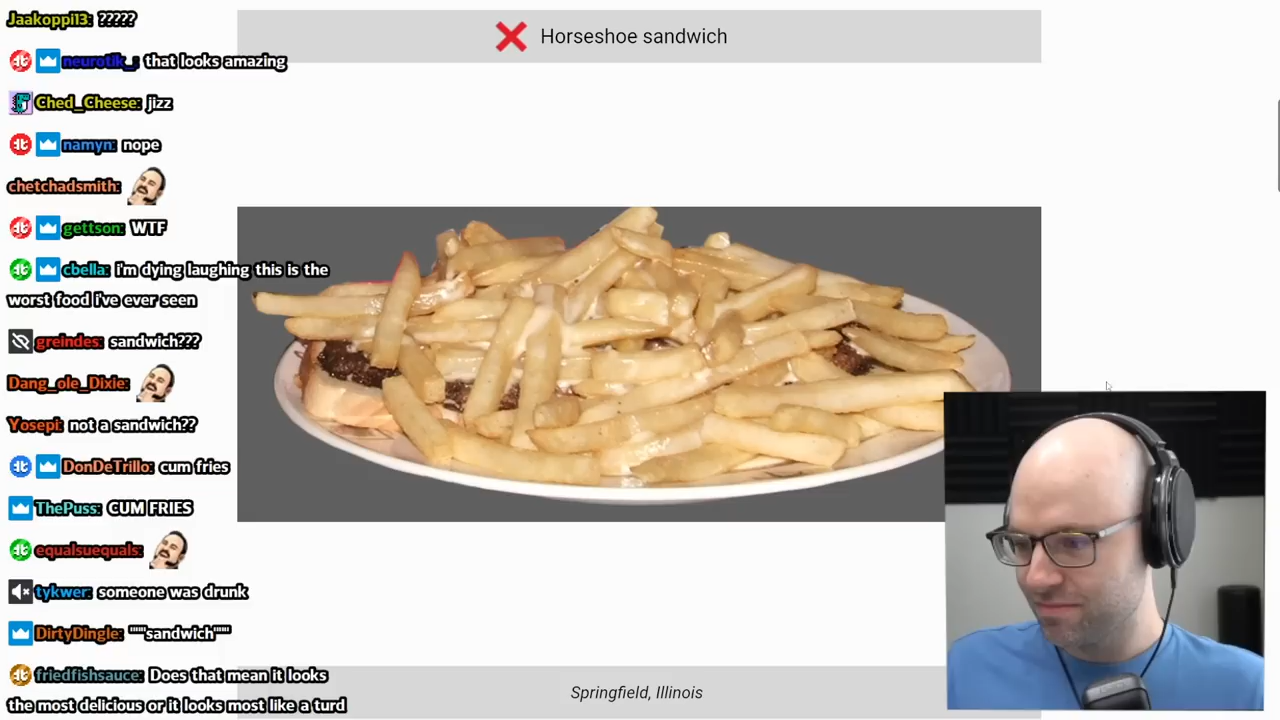 Jaakoppi13: ?????
neurotik_: that looks amazing
Ched_Cheese: jizz
namyn: nope
chetchadsmith:
gettson: WTF
cbella: i'm dying laughing this is the
worst food i've ever seen
greindes: sandwich???
Dang_ole_Dixie:
Yosepi: not a sandwich??
DonDeTrillo: cum fries
ThePuss: CUM FRIES
equalsuequals:
tykwer: someone was drunk
DirtyDingle: """sandwich"""
friedfishsauce: Does that mean it looks
the most delicious or it looks most like a turd
Horseshoe sandwich
Springfield, Illinois